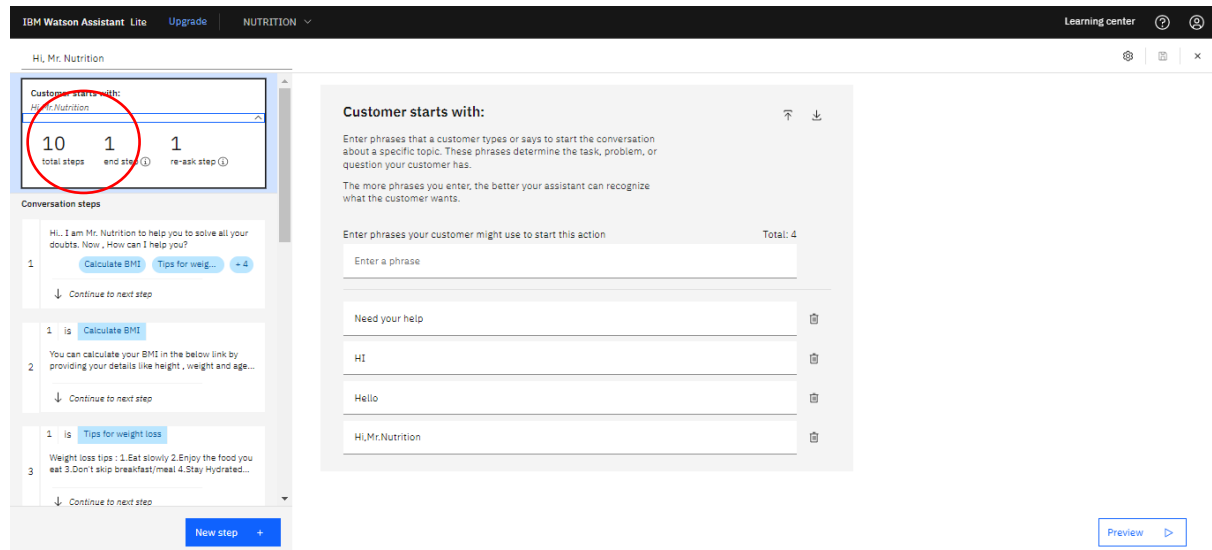 IBM Watson Assistant Lite Upgrade NUTRITION Learning center
Hi, Mr. Nutrition
Customer starts with:
Hi,Mr.Nutrition
10 1 1
total steps end step re-ask step
Conversation steps
Hi.. I am Mr. Nutrition to help you to solve all your
doubts. Now , How can I help you?
1 Calculate BMI Tips for weig... + 4
Continue to next step
1 is Calculate BMI
You can calculate your BMI in the below link by
2 providing your details like height , weight and age...
Continue to next step
1 is Tips for weight loss
Weight loss tips : 1.Eat slowly 2.Enjoy the food you
3 eat 3.Don't skip breakfast/meal 4.Stay Hydrated...
Continue to next step
New step +
Customer starts with:
Enter phrases that a customer types or says to start the conversation
about a specific topic. These phrases determine the task, problem, or
question your customer has.
The more phrases you enter, the better your assistant can recognize
what the customer wants.
Enter phrases your customer might use to start this action Total: 4
Enter a phrase
Need your help
HI
Hello
Hi,Mr.Nutrition
Preview